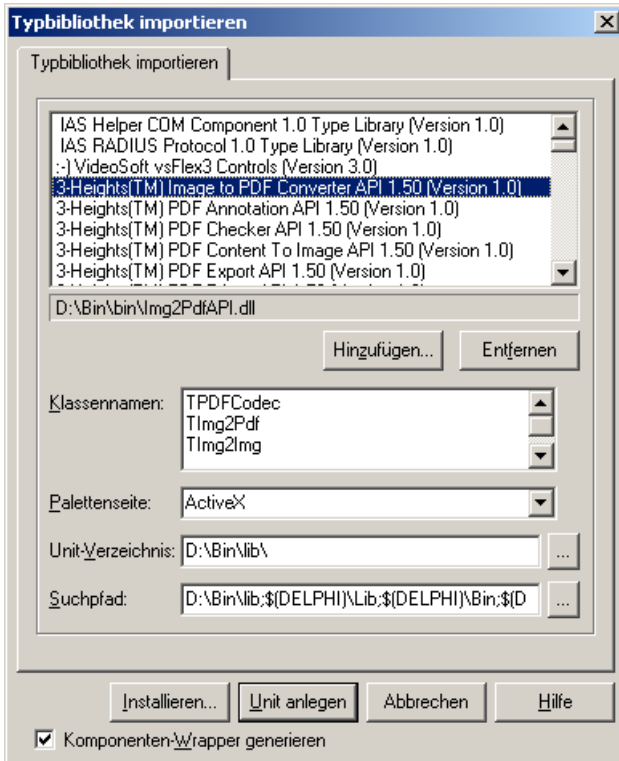 Typbibliothek importieren
Typbibliothek importieren
IAS Helper COM Component 1.0 Type Library (Version 1.0)
IAS RADIUS Protocol 1.0 Type Library (Version 1.0)
:-) VideoSoft vsFlex3 Controls (Version 3.0)
3-Heights(TM) Image to PDF Converter API 1.50 (Version 1.0)
3-Heights(TM) PDF Annotation API 1.50 (Version 1.0)
3-Heights(TM) PDF Checker API 1.50 (Version 1.0)
3-Heights(TM) PDF Content To Image API 1.50 (Version 1.0)
3-Heights(TM) PDF Export API 1.50 (Version 1.0)
D:\Bin\bin\Img2PdfAPI.dll
Hinzufügen... Entfernen
Klassennamen: TPDFCodec
TImg2Pdf
TImg2Img
Palettenseite: ActiveX
Unit-Verzeichnis: D:\Bin\lib\ ...
Suchpfad: D:\Bin\lib;$(DELPHI)\Lib;$(DELPHI)\Bin;$(D ...
Installieren... Unit anlegen Abbrechen Hilfe
Komponenten-Wrapper generieren